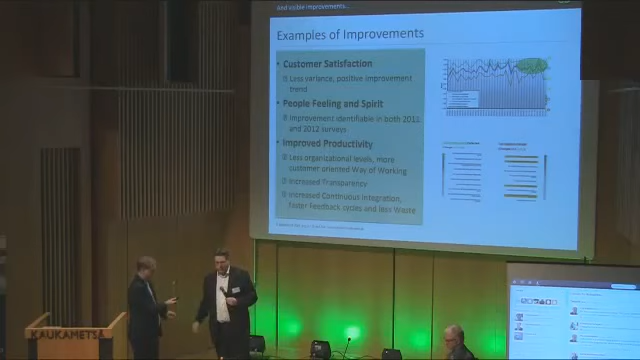 And visible improvements...
Examples of Improvements
• Customer Satisfaction
Less variance, positive improvement
trend
• People Feeling and Spirit
Improvement identifiable in both 2011
and 2012 surveys
• Improved Productivity
Less organizational levels, more
customer oriented Way of Working
Increased Transparency
Increased Continuous Integration,
Faster Feedback cycles and less Waste
KAUKAMETSÄ